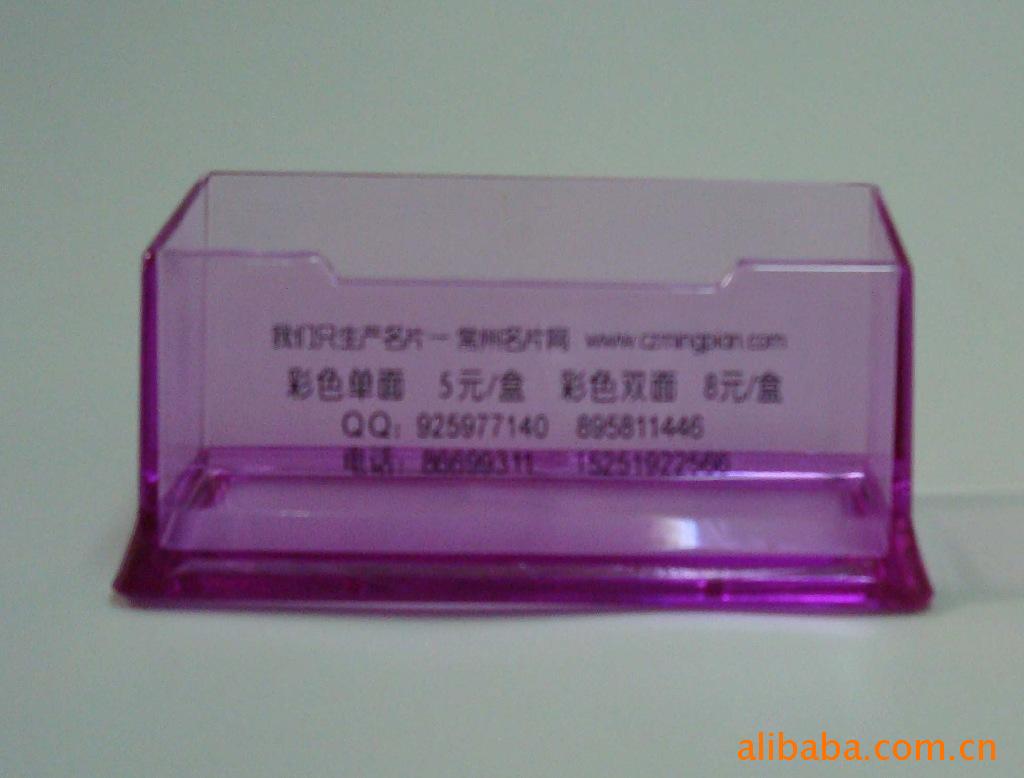 我们只生产名片一 常州名片网 www.czmingpian.com
彩色单面 5元/盒 彩色双面 8元/盒
QQ：925977140 895811446
电话：86699311 15251922566
alibaba.com.cn